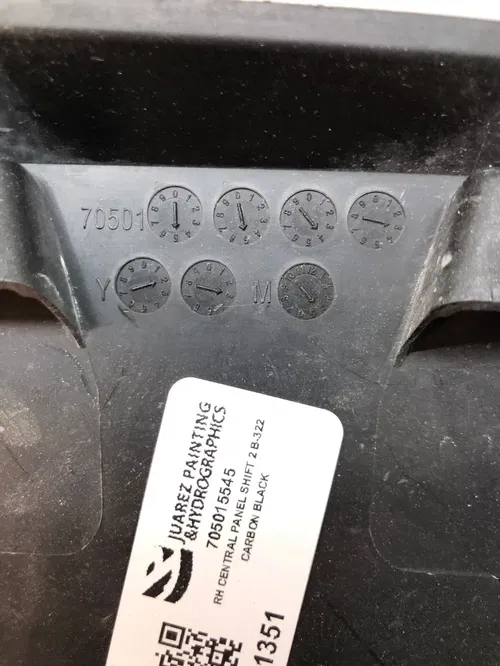 70501
Y
M
JUAREZ PAINTING
&HYDROGRAPHICS
705015545
RH CENTRAL PANEL SHIFT 2 B-322
CARBON BLACK
1351